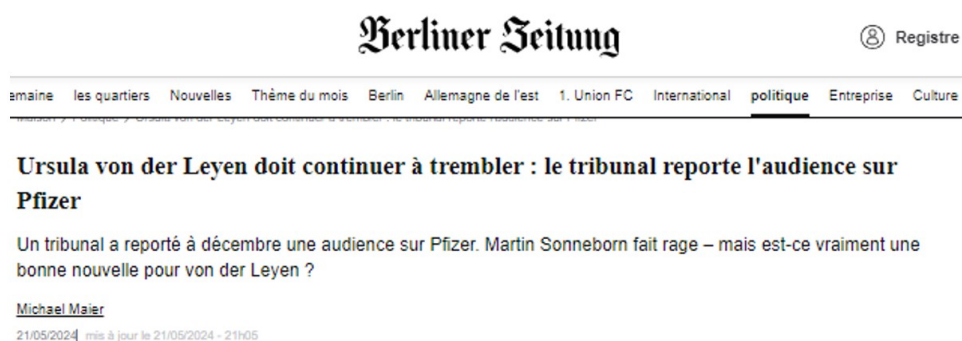 Berliner Zeitung
Registre
emaine les quartiers Nouvelles Thème du mois Berlin Allemagne de l'est 1. Union FC International politique Entreprise Culture
Ursula von der Leyen doit continuer à trembler : le tribunal reporte l'audience sur
Pfizer
Un tribunal a reporté à décembre une audience sur Pfizer. Martin Sonneborn fait rage – mais est-ce vraiment une
bonne nouvelle pour von der Leyen ?
Michael Maier
21/05/2024 mis à jour le 21/05/2024 - 21h05